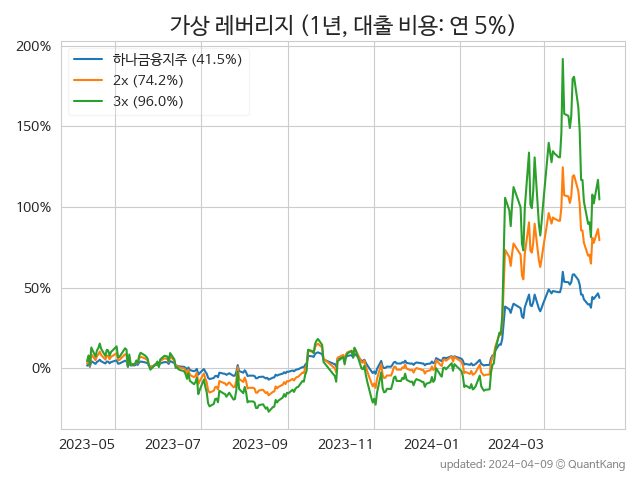 가상 레버리지 (1년, 대출 비용: 연 5%)
200%
150%
100%
50%
0%
하나금융지주 (41.5%)
2x (74.2%)
3x (96.0%)
2023-05 2023-07 2023-09 2023-11 2024-01 2024-03
updated: 2024-04-09 © QuantKang